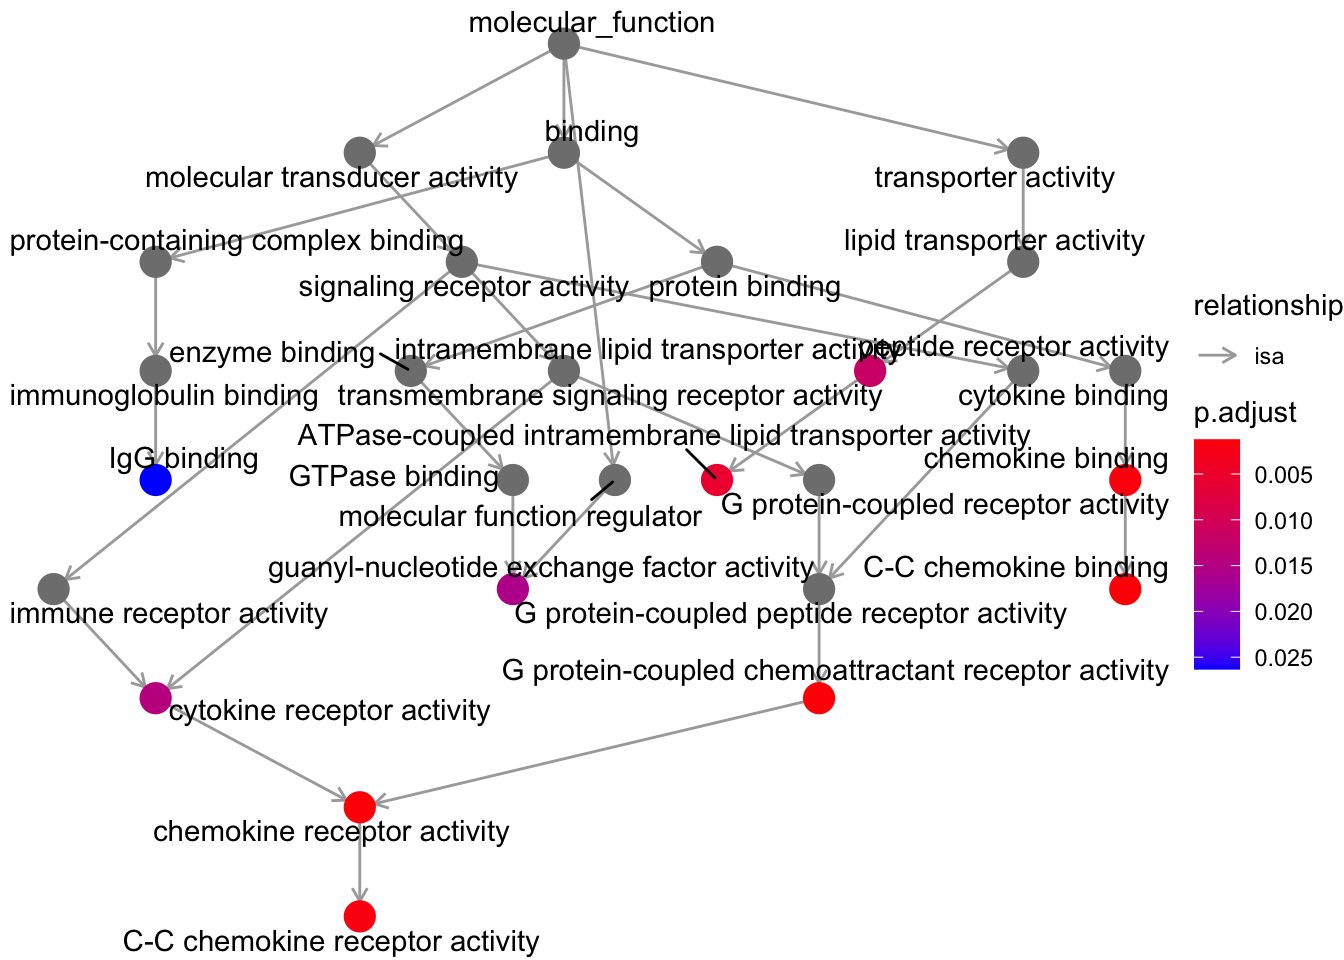 molecular_function
binding
molecular transducer activity
transporter activity
protein-containing complex binding
lipid transporter activity
signaling receptor activity
protein binding
relationship
isa
enzyme binding
intramembrane lipid transporter activity
peptide receptor activity
immunoglobulin binding
transmembrane signaling receptor activity
cytokine binding
p.adjust
ATPase-coupled intramembrane lipid transporter activity
IgG binding
chemokine binding
0.005
GTPase binding
G protein-coupled receptor activity
molecular function regulator
0.010
guanyl-nucleotide exchange factor activity
C-C chemokine binding
0.015
immune receptor activity
G protein-coupled peptide receptor activity
0.020
G protein-coupled chemoattractant receptor activity
0.025
cytokine receptor activity
chemokine receptor activity
C-C chemokine receptor activity